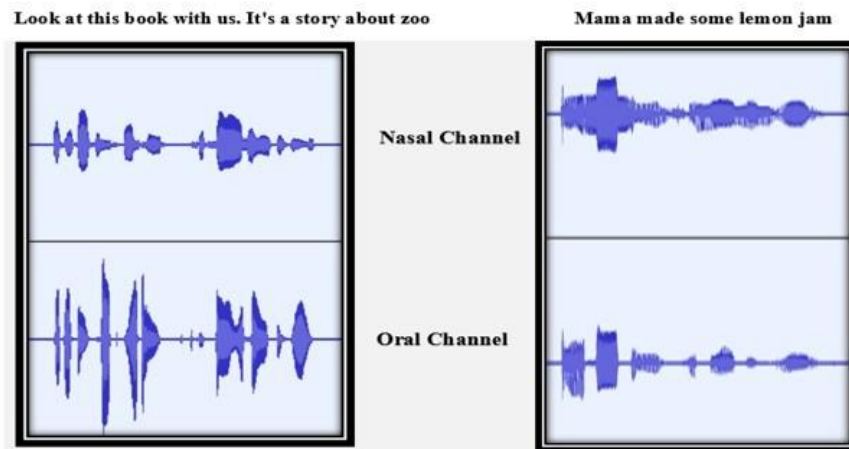 Look at this book with us. It's a story about zoo
Mama made some lemon jam
Nasal Channel
Oral Channel